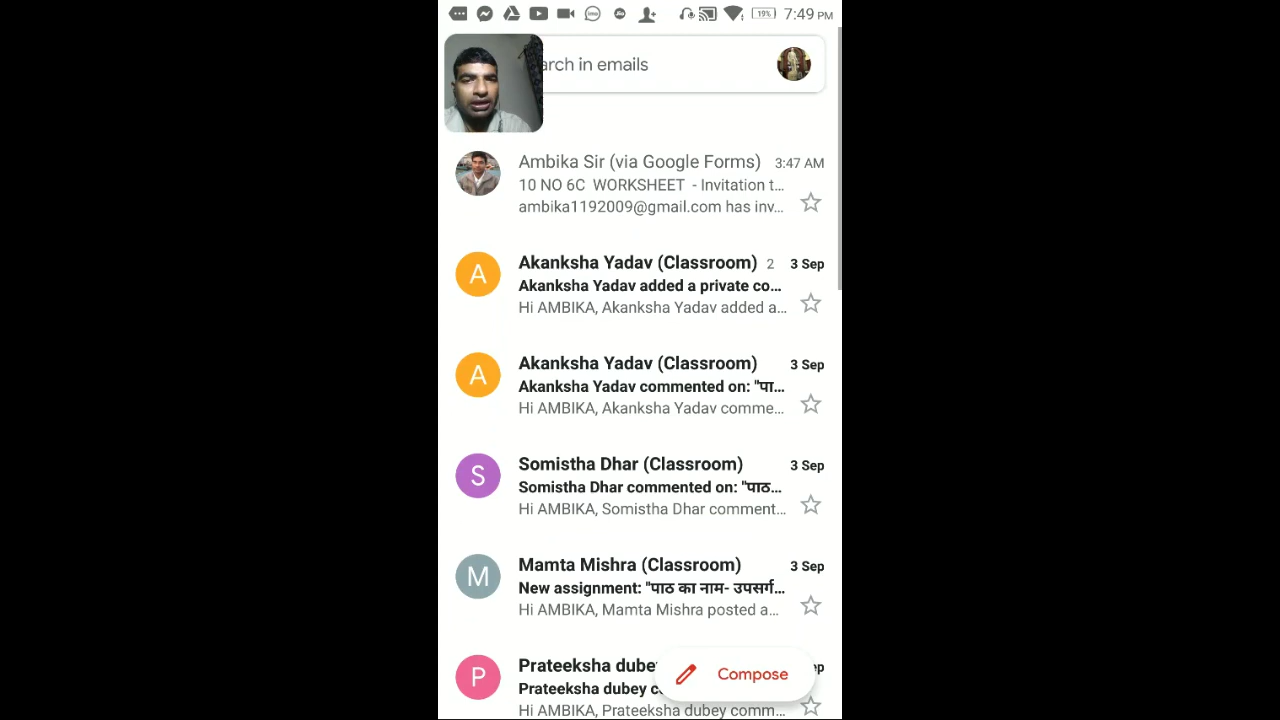 19%
7:49 PM
arch in emails
Ambika Sir (via Google Forms) 3:47 AM
10 NO 6C WORKSHEET - Invitation t...
ambika1192009@gmail.com has inv...
A
Akanksha Yadav (Classroom) 2 3 Sep
Akanksha Yadav added a private co...
Hi AMBIKA, Akanksha Yadav added a...
A
Akanksha Yadav (Classroom) 3 Sep
Akanksha Yadav commented on: "पा...
Hi AMBIKA, Akanksha Yadav comme...
S
Somistha Dhar (Classroom) 3 Sep
Somistha Dhar commented on: "पाठ...
Hi AMBIKA, Somistha Dhar comment...
M
Mamta Mishra (Classroom) 3 Sep
New assignment: "पाठ का नाम- उपसर्ग...
Hi AMBIKA, Mamta Mishra posted a...
P
Prateeksha dube
Prateeksha dubey c
Hi AMBIKA, Prateeksha dubey comm...
Compose